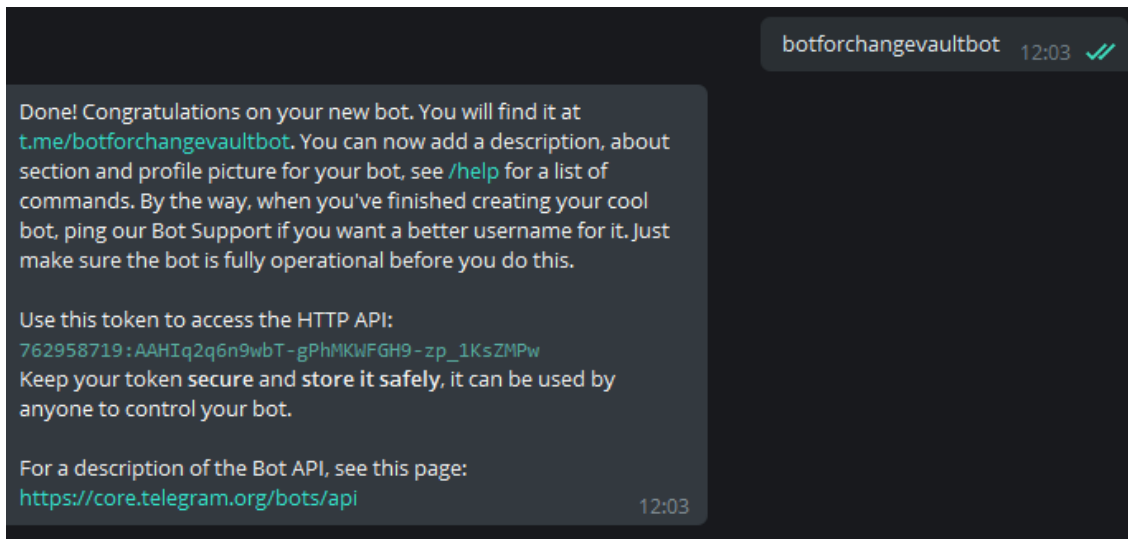 botforchangevaultbot 12:03
Done! Congratulations on your new bot. You will find it at
t.me/botforchangevaultbot. You can now add a description, about
section and profile picture for your bot, see /help for a list of
commands. By the way, when you've finished creating your cool
bot, ping our Bot Support if you want a better username for it. Just
make sure the bot is fully operational before you do this.
Use this token to access the HTTP API:
762958719:AAHIq2q6n9wbT-gPhMKWFGH9-zp_1KsZMPw
Keep your token secure and store it safely, it can be used by
anyone to control your bot.
For a description of the Bot API, see this page:
https://core.telegram.org/bots/api 12:03